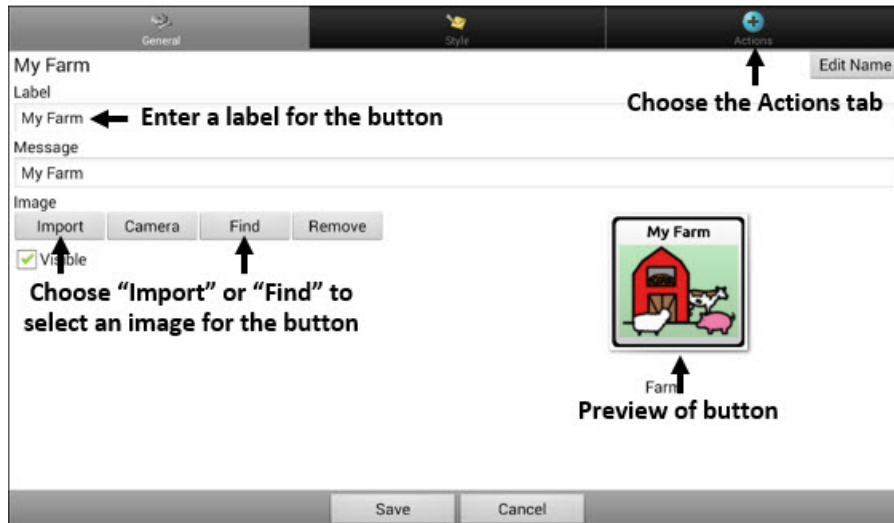 General
Style
Actions
My Farm
Edit Name
Label
Choose the Actions tab
My Farm
Enter a label for the button
Message
My Farm
Image
Import
Camera
Find
Remove
My Farm
Visible
Choose “Import” or “Find” to
select an image for the button
Farm
Preview of button
Save
Cancel